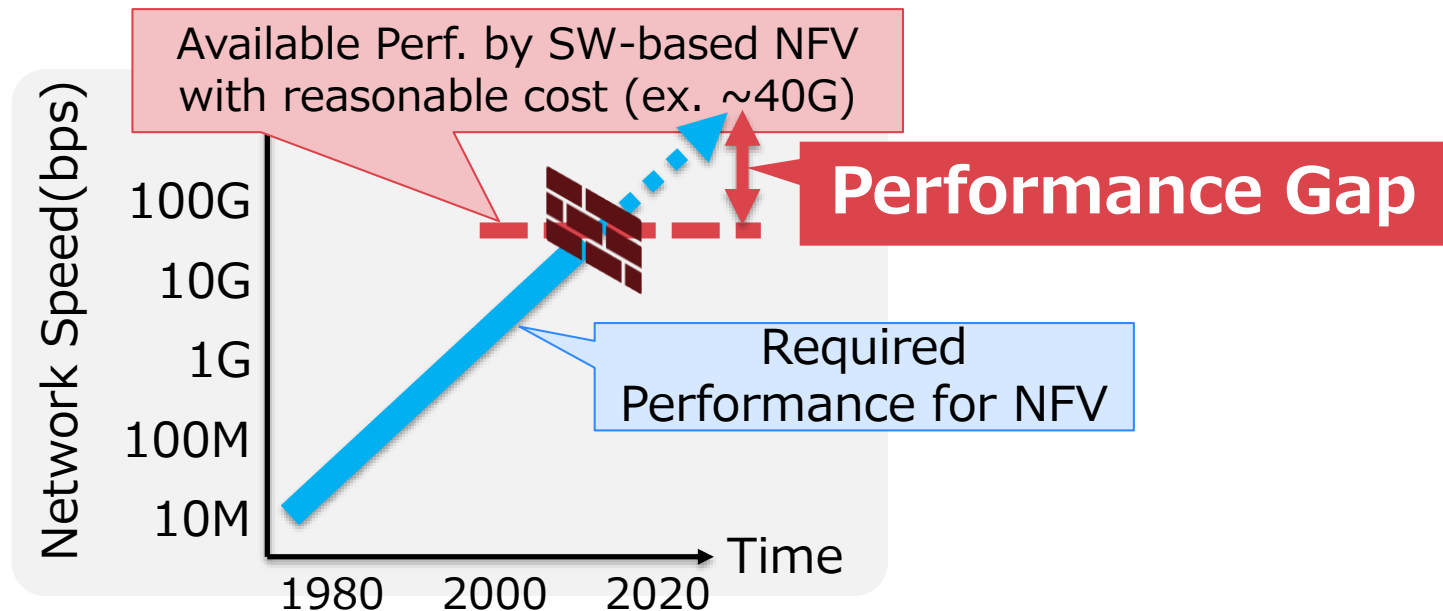 Available Perf. by SW-based NFV
with reasonable cost (ex. ~40G)
Network Speed(bps)
100G
10G
1G
100M
10M
Performance Gap
Required
Performance for NFV
Time
1980 2000 2020